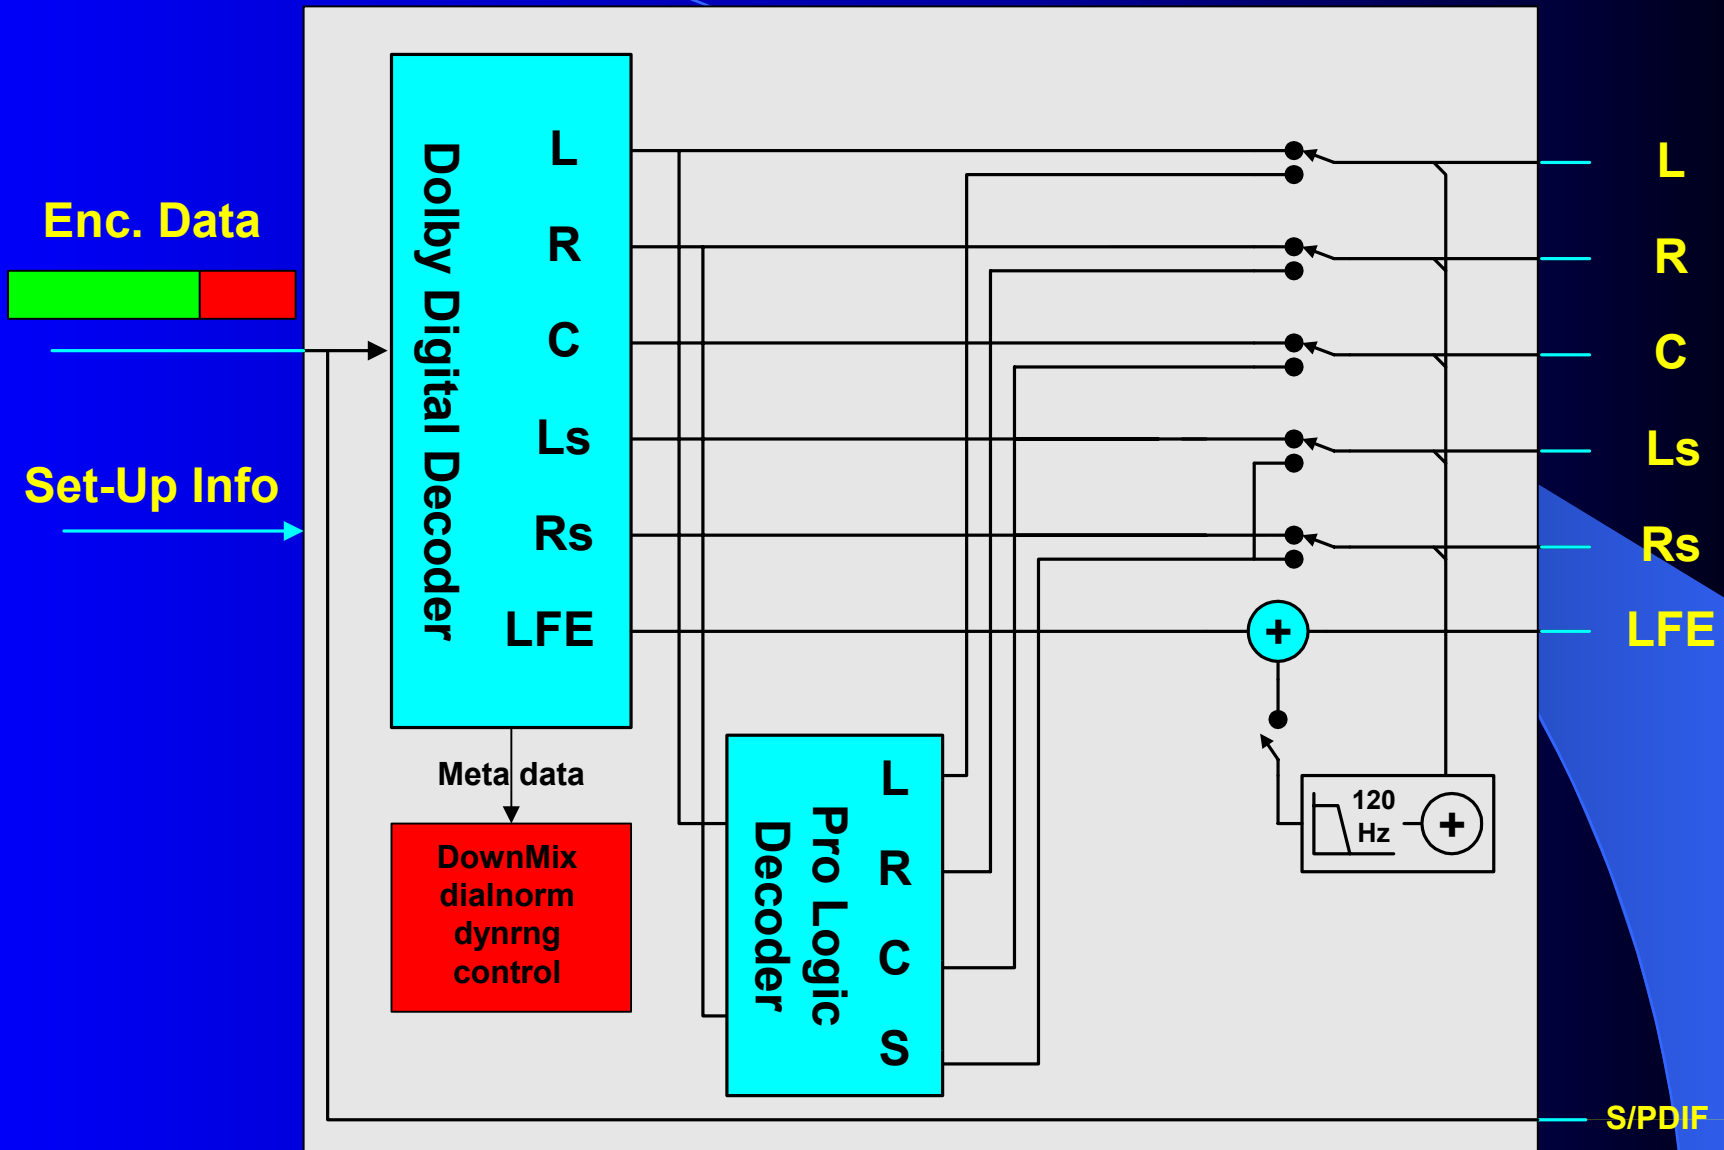 Enc. Data
Set-Up Info
Dolby Digital Decoder
L
R
C
Ls
Rs
LFE
Meta data
DownMix
dialnorm
dynrng
control
Pro Logic
Decoder
L
R
C
S
+
120
Hz
+
L
R
C
Ls
Rs
LFE
S/PDIF